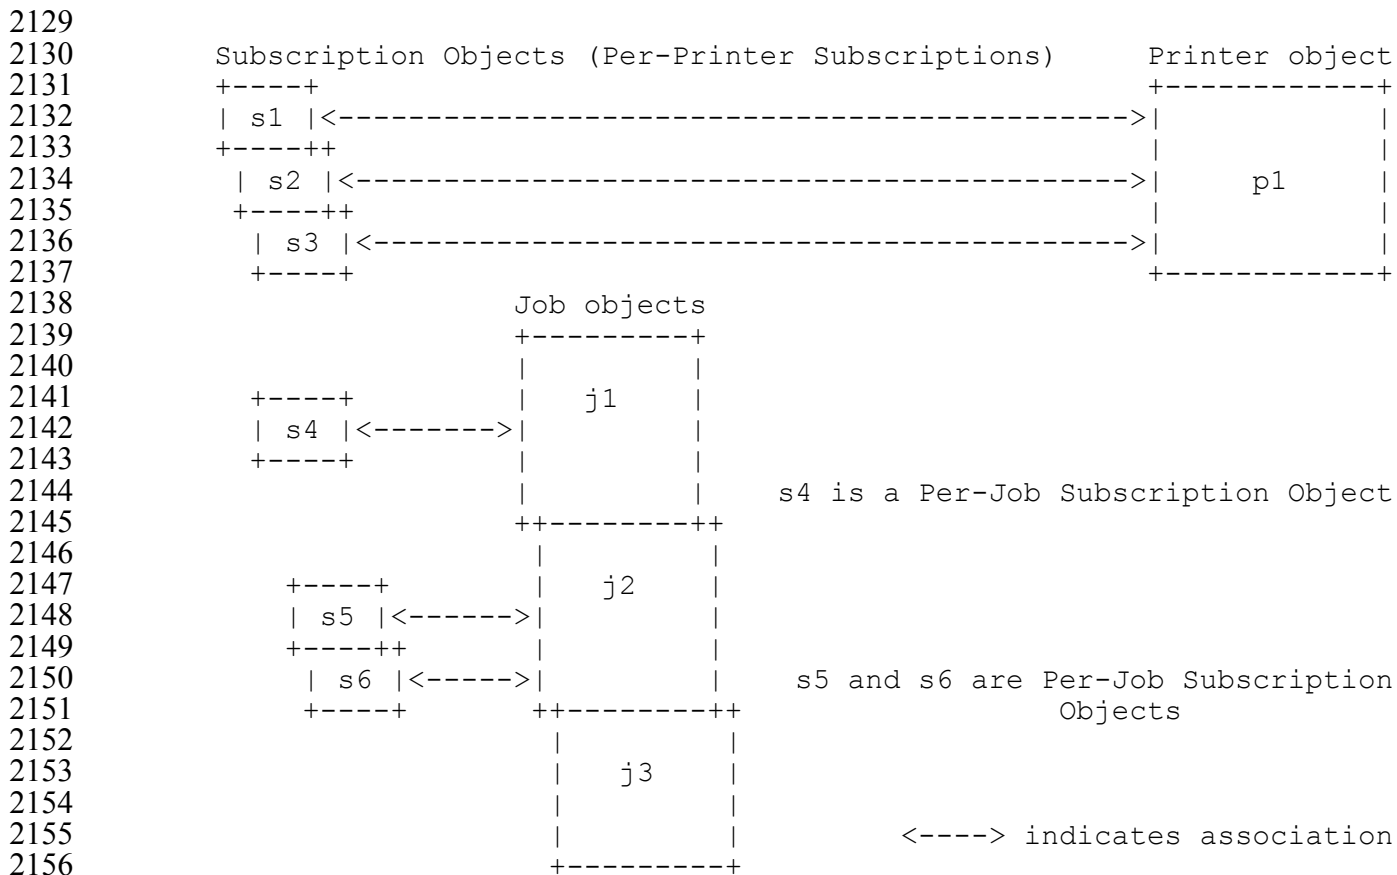 2129
2130 Subscription Objects (Per-Printer Subscriptions) Printer object
2131 +----+ +------------+
2132 | s1 |<--------------------------------------------->| |
2133 +----++ | |
2134 | s2 |<-------------------------------------------->| p1 |
2135 +----++ | |
2136 | s3 |<------------------------------------------->| |
2137 +----+ +------------+
2138 Job objects
2139 +---------+
2140 | |
2141 +----+ | j1 |
2142 | s4 |<------->| |
2143 +----+ | |
2144 | | s4 is a Per-Job Subscription Object
2145 ++--------++
2146 | |
2147 +----+ | j2 |
2148 | s5 |<------>| |
2149 +----++ | |
2150 | s6 |<----->| | s5 and s6 are Per-Job Subscription
2151 +----+ ++--------++ Objects
2152 | |
2153 | j3 |
2154 | |
2155 | | <----> indicates association
2156 +---------+